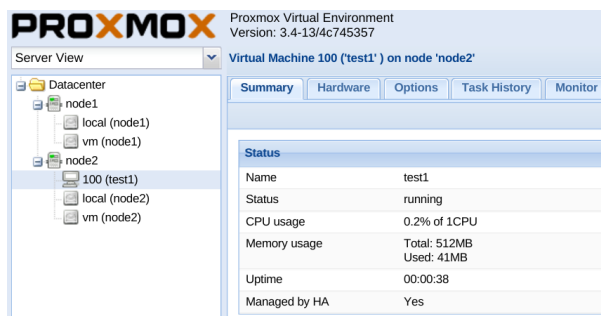 PROXMOX
Proxmox Virtual Environment
Version: 3.4-13/4c745357
Server View
Virtual Machine 100 ('test1' ) on node 'node2'
Datacenter
node1
local (node1)
vm (node1)
node2
100 (test1)
local (node2)
vm (node2)
Summary Hardware Options Task History Monitor
Status
Name test1
Status running
CPU usage 0.2% of 1CPU
Memory usage Total: 512MB
Used: 41MB
Uptime 00:00:38
Managed by HA Yes